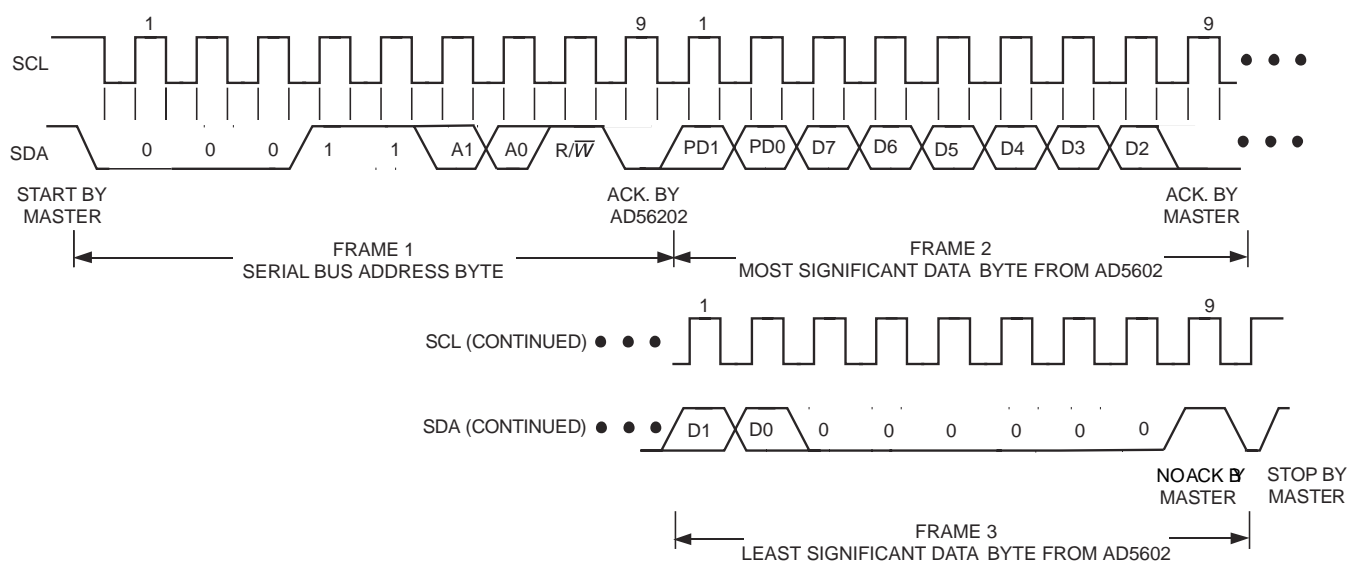 1 9 1 9
SCL
SDA 0 0 0 1 1 A1 A0 R/W̅ PD1 PD0 D7 D6 D5 D4 D3 D2
START BY
MASTER
ACK. BY
AD56202
ACK. BY
MASTER
FRAME 1
SERIAL BUS ADDRESS BYTE
FRAME 2
MOST SIGNIFICANT DATA BYTE FROM AD5602
1 9
SCL (CONTINUED)
SDA (CONTINUED) D1 D0 0 0 0 0 0 0
NO ACK BY
MASTER
STOP BY
MASTER
FRAME 3
LEAST SIGNIFICANT DATA BYTE FROM AD5602